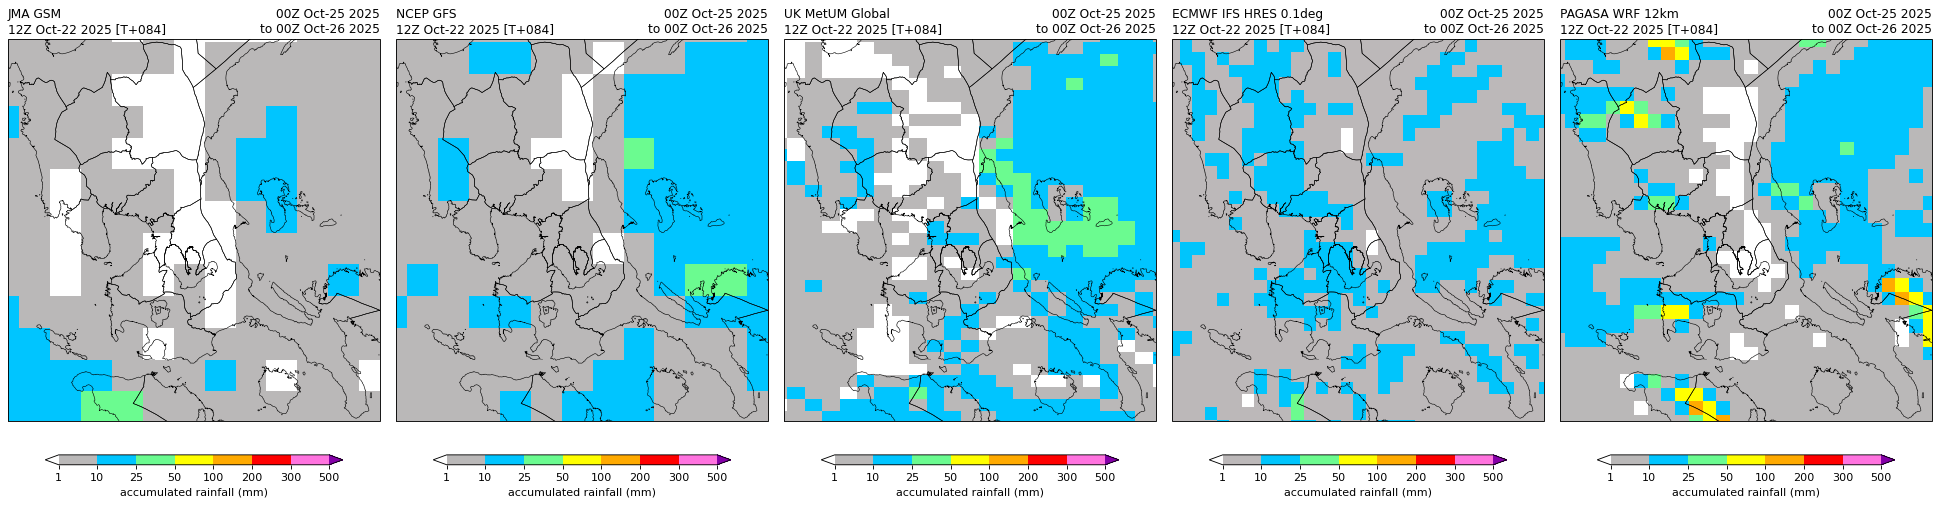 JMA GSM 00Z Oct-25 2025
12Z Oct-22 2025 [T+084] to 00Z Oct-26 2025
NCEP GFS 00Z Oct-25 2025
12Z Oct-22 2025 [T+084] to 00Z Oct-26 2025
UK MetUM Global 00Z Oct-25 2025
12Z Oct-22 2025 [T+084] to 00Z Oct-26 2025
ECMWF IFS HRES 0.1deg 00Z Oct-25 2025
12Z Oct-22 2025 [T+084] to 00Z Oct-26 2025
PAGASA WRF 12km 00Z Oct-25 2025
12Z Oct-22 2025 [T+084] to 00Z Oct-26 2025
1 10 25 50 100 200 300 500
accumulated rainfall (mm)
1 10 25 50 100 200 300 500
accumulated rainfall (mm)
1 10 25 50 100 200 300 500
accumulated rainfall (mm)
1 10 25 50 100 200 300 500
accumulated rainfall (mm)
1 10 25 50 100 200 300 500
accumulated rainfall (mm)